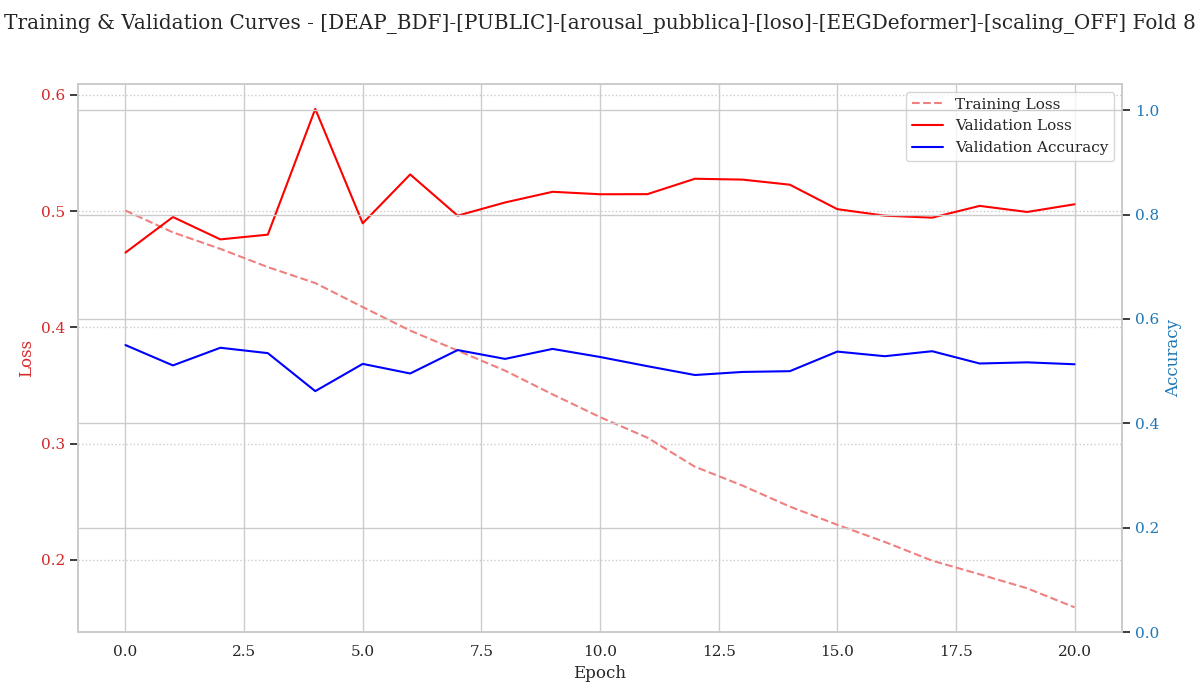 Training & Validation Curves - [DEAP_BDF]-[PUBLIC]-[arousal_pubblica]-[loso]-[EEGDeformer]-[scaling_OFF] Fold 8
Training Loss
Validation Loss
Validation Accuracy
Loss
0.6
0.5
0.4
0.3
0.2
1.0
0.8
0.6
0.4
0.2
0.0
Accuracy
0.0 2.5 5.0 7.5 10.0 12.5 15.0 17.5 20.0
Epoch